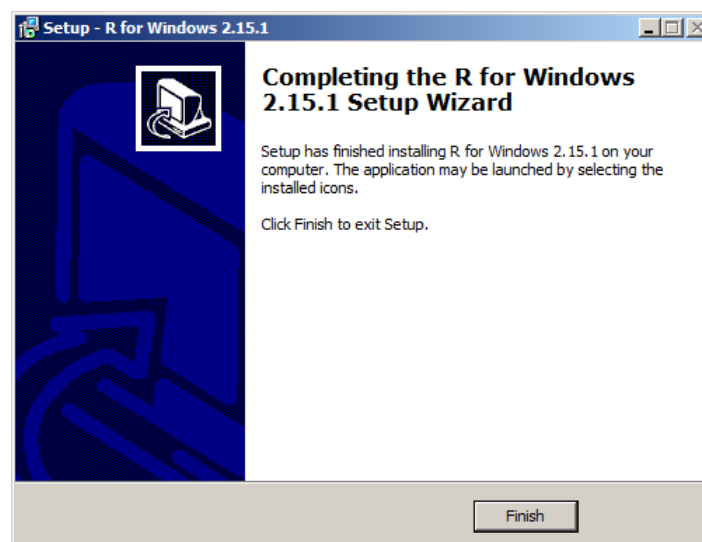 Setup - R for Windows 2.15.1
Completing the R for Windows
2.15.1 Setup Wizard
Setup has finished installing R for Windows 2.15.1 on your
computer. The application may be launched by selecting the
installed icons.
Click Finish to exit Setup.
Finish